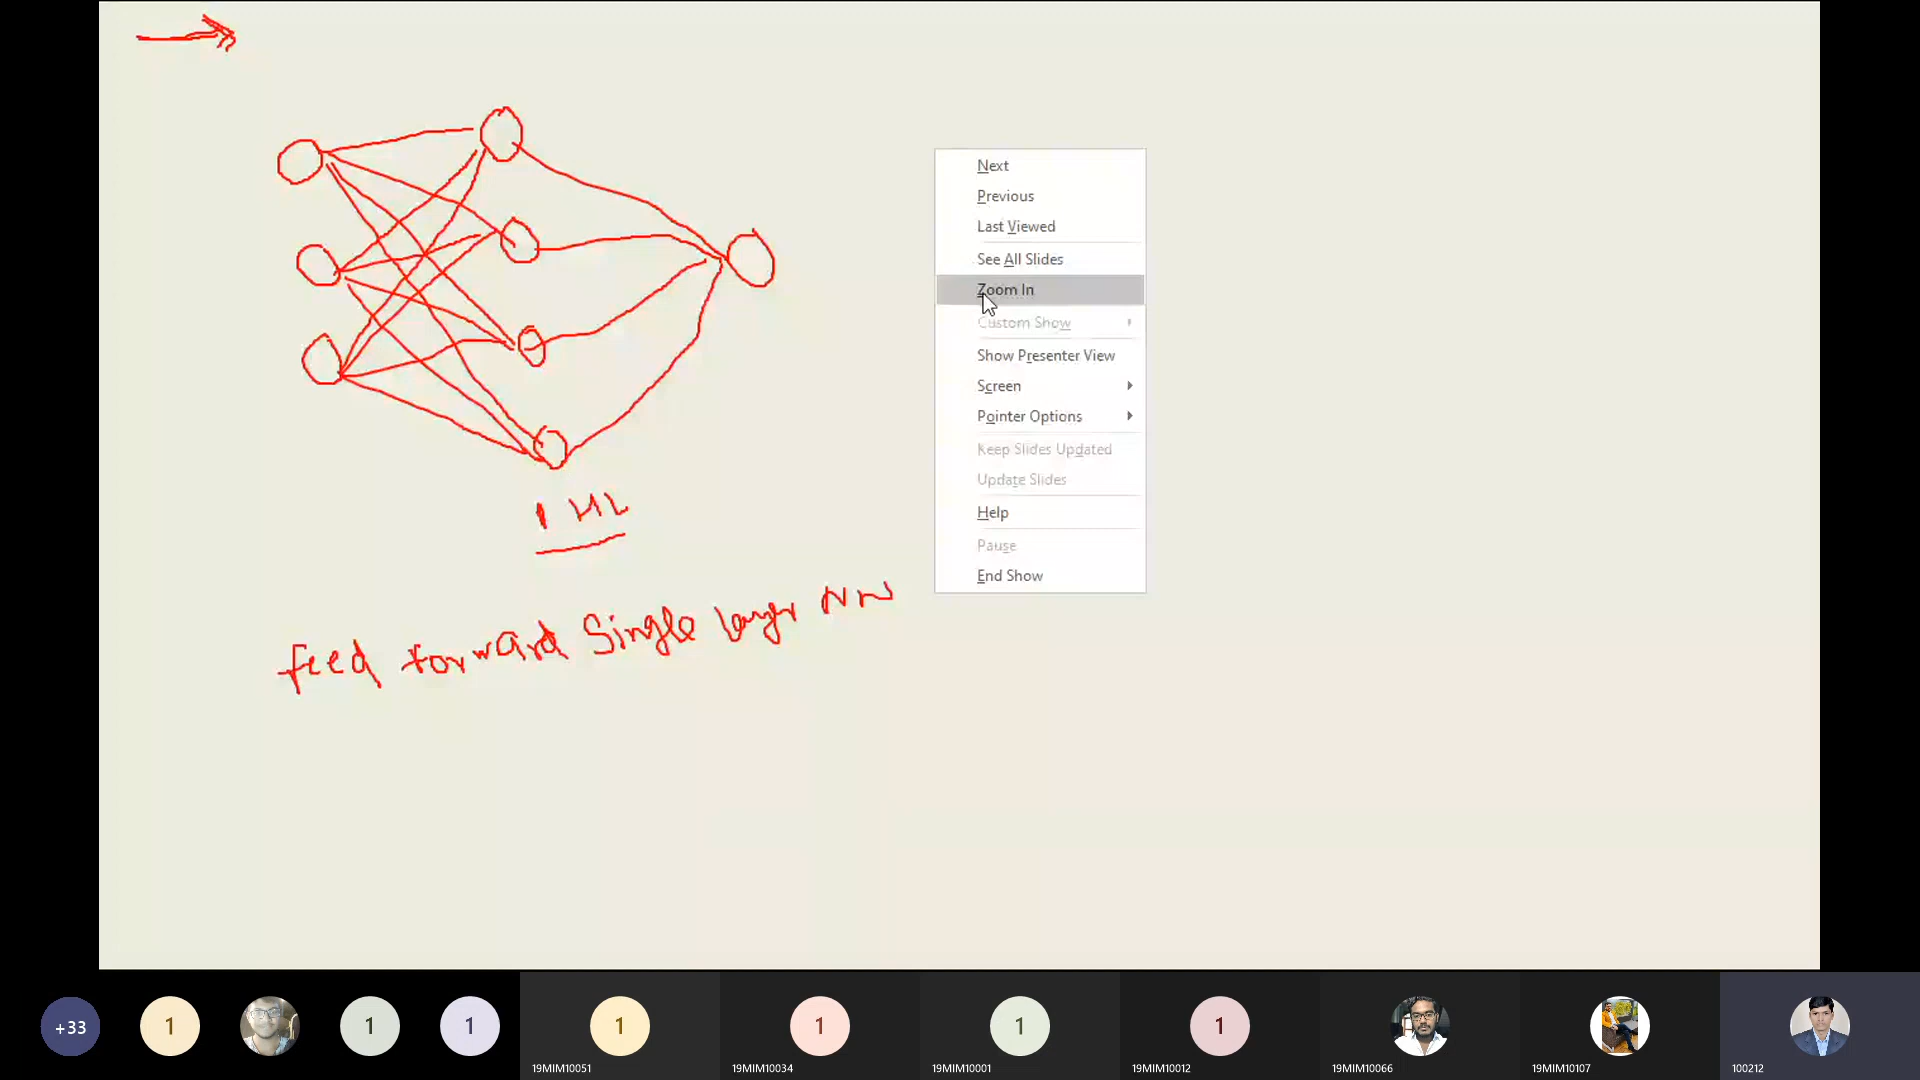 1 HL
feed forward Single layer NN
Next
Previous
Last Viewed
See All Slides
Zoom In
Custom Show
Show Presenter View
Screen
Pointer Options
Keep Slides Updated
Update Slides
Help
Pause
End Show
+33
1
1
1
1
1
1
1
19MIM10051
19MIM10034
19MIM10001
19MIM10012
19MIM10066
19MIM10107
100212